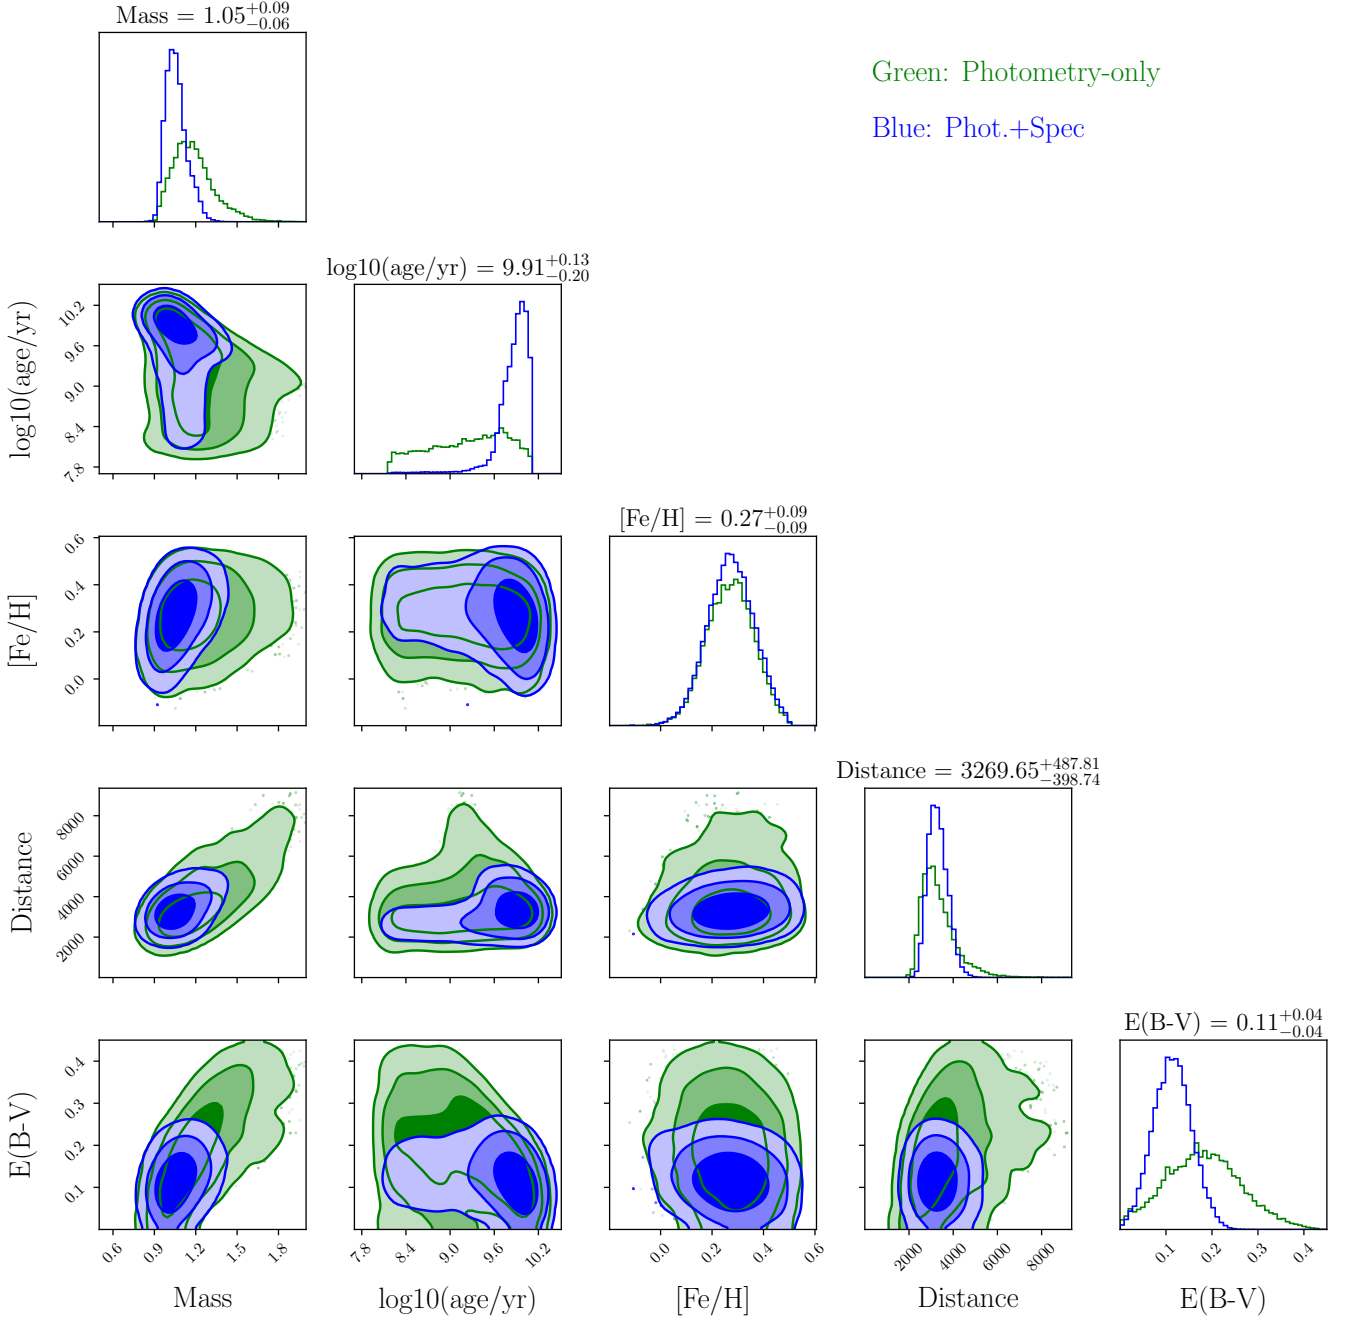 Mass = 1.05 +0.09 −0.06
Green: Photometry-only
Blue: Phot.+Spec
log10(age/yr) = 9.91 +0.13 −0.20
log10(age/yr)
10.2
9.6
9.0
8.4
7.8
[Fe/H] = 0.27 +0.09 −0.09
[Fe/H]
0.6
0.4
0.2
0.0
Distance = 3269.65 +487.81 −398.74
Distance
8000
6000
4000
2000
E(B-V) = 0.11 +0.04 −0.04
E(B-V)
0.4
0.3
0.2
0.1
0.6 0.9 1.2 1.5 1.8 7.8 8.4 9.0 9.6 10.2 0.0 0.2 0.4 0.6 2000 4000 6000 8000 0.1 0.2 0.3 0.4
Mass log10(age/yr) [Fe/H] Distance E(B-V)